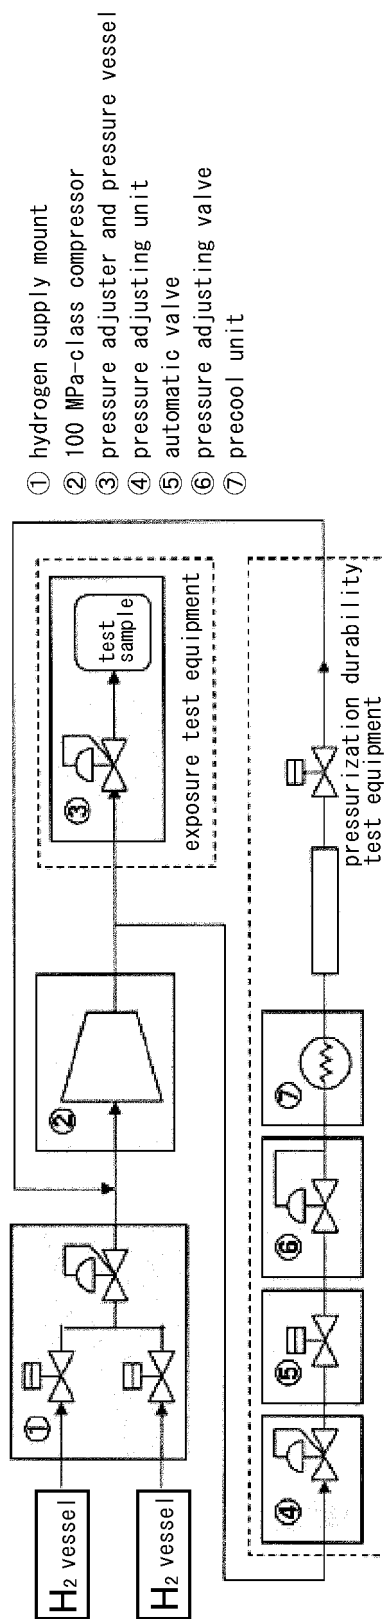 H2 vessel
H2 vessel
①
②
③
test
sample
exposure test equipment
④
⑤
⑥
⑦
pressurization durability
test equipment
① hydrogen supply mount
② 100 MPa-class compressor
③ pressure adjuster and pressure vessel
④ pressure adjusting unit
⑤ automatic valve
⑥ pressure adjusting valve
⑦ precool unit